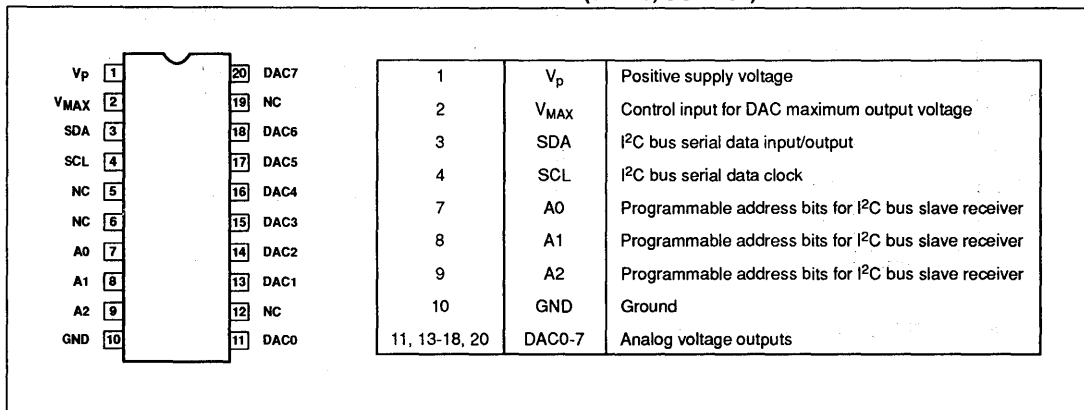 VP 1 20 DAC7
VMAX 2 19 NC
SDA 3 18 DAC6
SCL 4 17 DAC5
NC 5 16 DAC4
NC 6 15 DAC3
A0 7 14 DAC2
A1 8 13 DAC1
A2 9 12 NC
GND 10 11 DAC0
1 Vp Positive supply voltage
2 VMAX Control input for DAC maximum output voltage
3 SDA I2C bus serial data input/output
4 SCL I2C bus serial data clock
7 A0 Programmable address bits for I2C bus slave receiver
8 A1 Programmable address bits for I2C bus slave receiver
9 A2 Programmable address bits for I2C bus slave receiver
10 GND Ground
11, 13-18, 20 DAC0-7 Analog voltage outputs